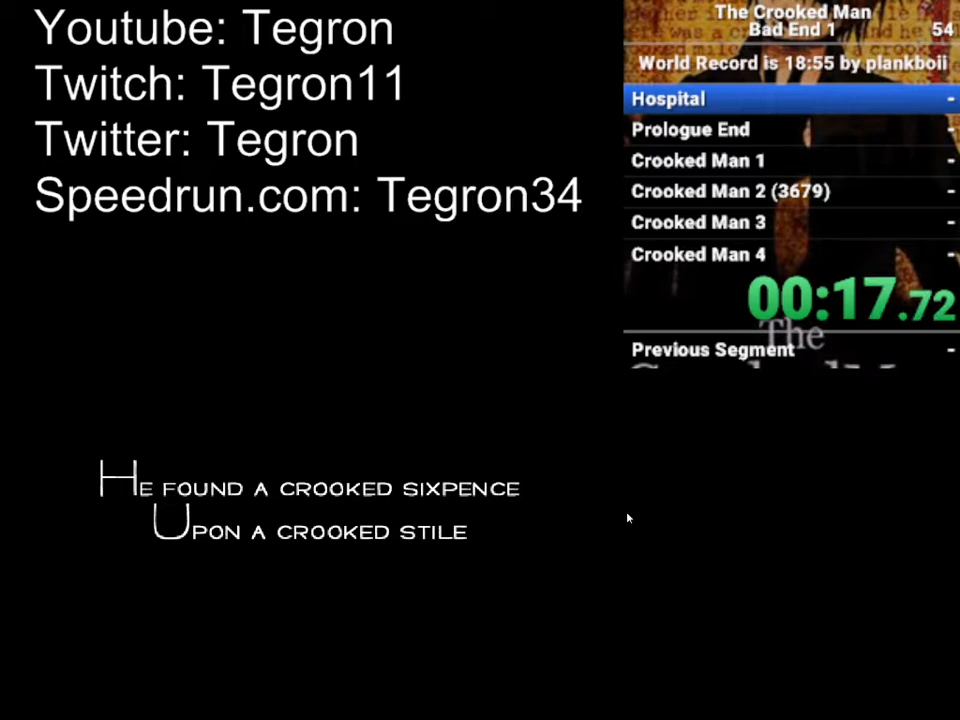 Youtube: Tegron
Twitch: Tegron11
Twitter: Tegron
Speedrun.com: Tegron34
The Crooked Man
Bad End 1 54
World Record is 18:55 by plankboii
Hospital -
Prologue End -
Crooked Man 1 -
Crooked Man 2 (3679) -
Crooked Man 3 -
Crooked Man 4 -
00:17.72
The
Previous Segment -
He found a crooked sixpence
Upon a crooked stile